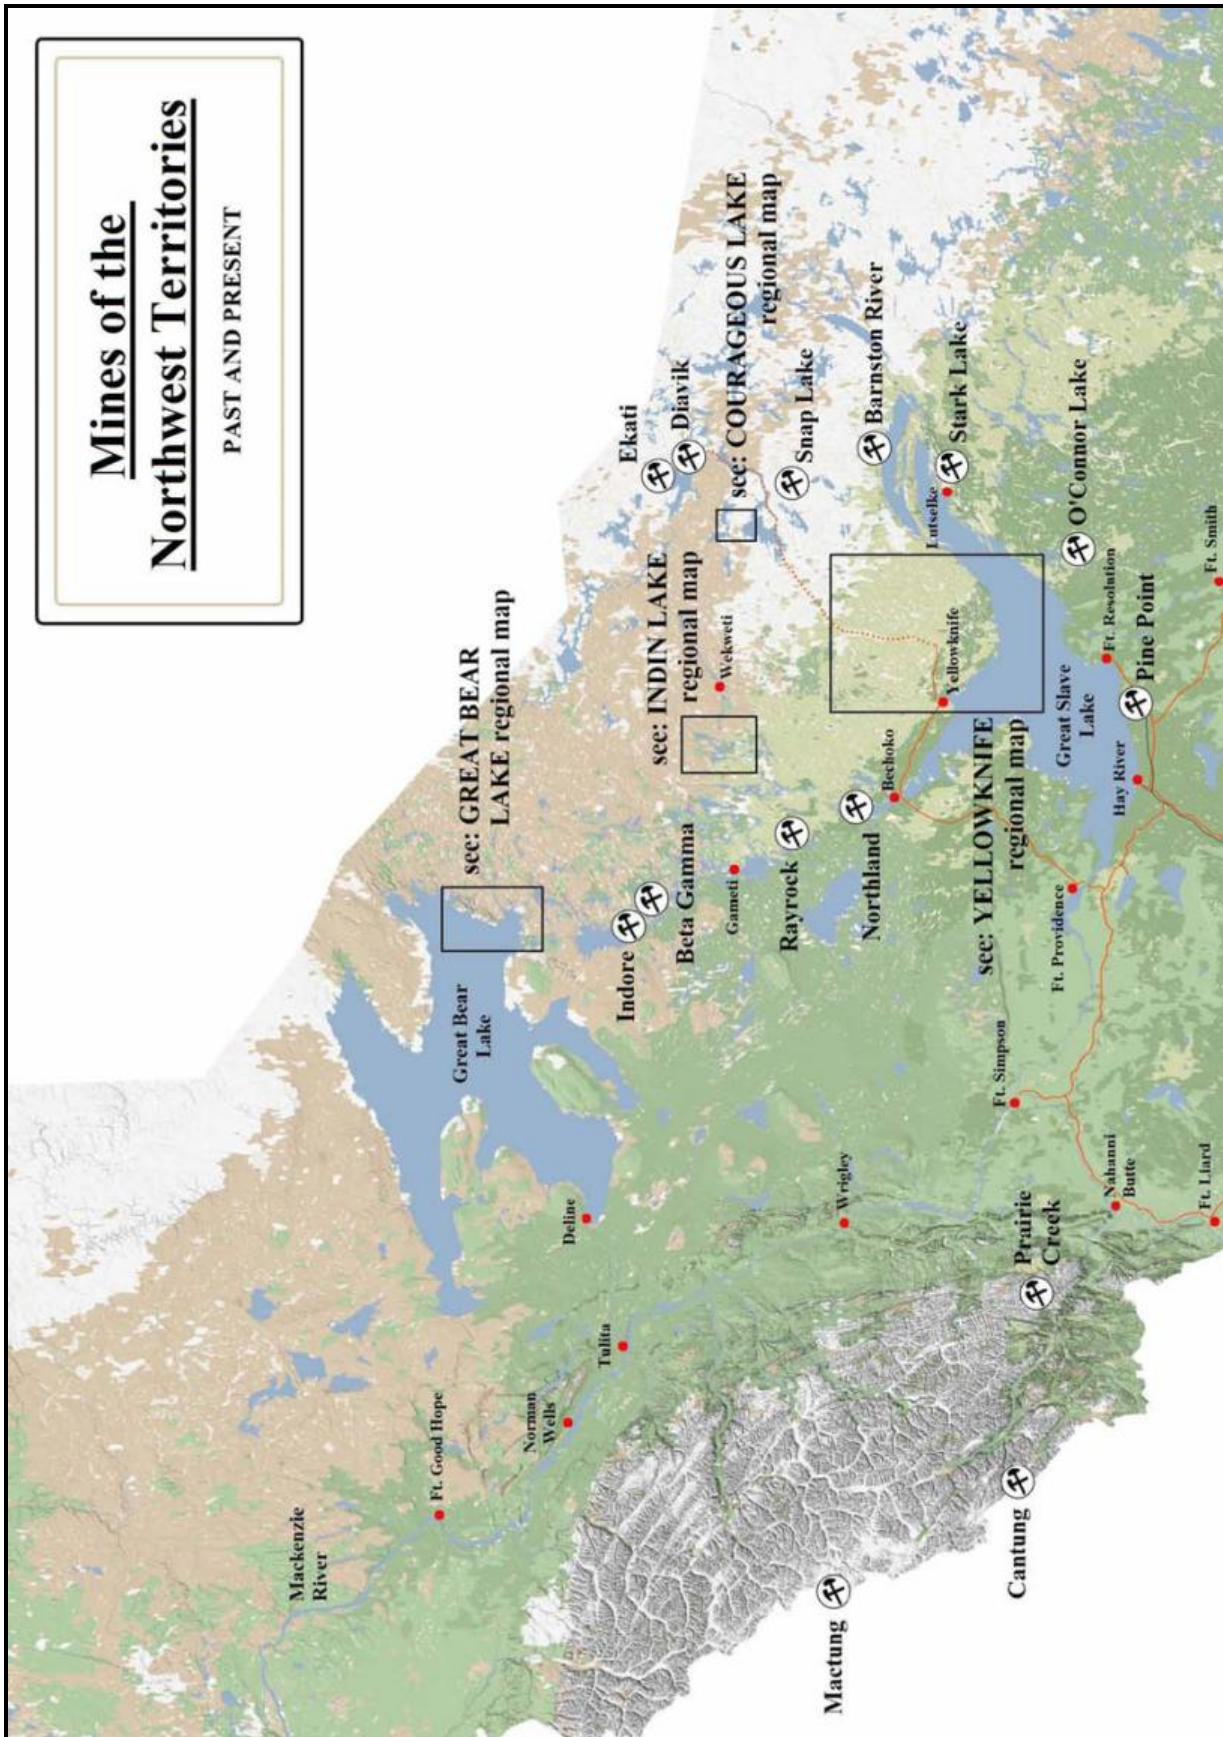 Mines of the
Northwest Territories
PAST AND PRESENT
Mackenzie
River
Ft. Good Hope
Norman
Wells
Tulita
Deline
Great Bear
Lake
see: GREAT BEAR
LAKE regional map
Ekati
Diavik
see: COURAGEOUS LAKE
regional map
see: INDIN LAKE
regional map
Wekweti
Snap Lake
Indore
Beta Gamma
Gameti
Rayrock
Northland
Bechoko
Yellowknife
Barnston River
Lutselke
Stark Lake
see: YELLOWKNIFE
regional map
Great Slave
Lake
O'Connor Lake
Ft. Resolution
Pine Point
Hay River
Ft. Smith
Ft. Providence
Ft. Simpson
Wrigley
Nahanni
Butte
Ft. Liard
Prairie
Creek
Mactung
Cantung